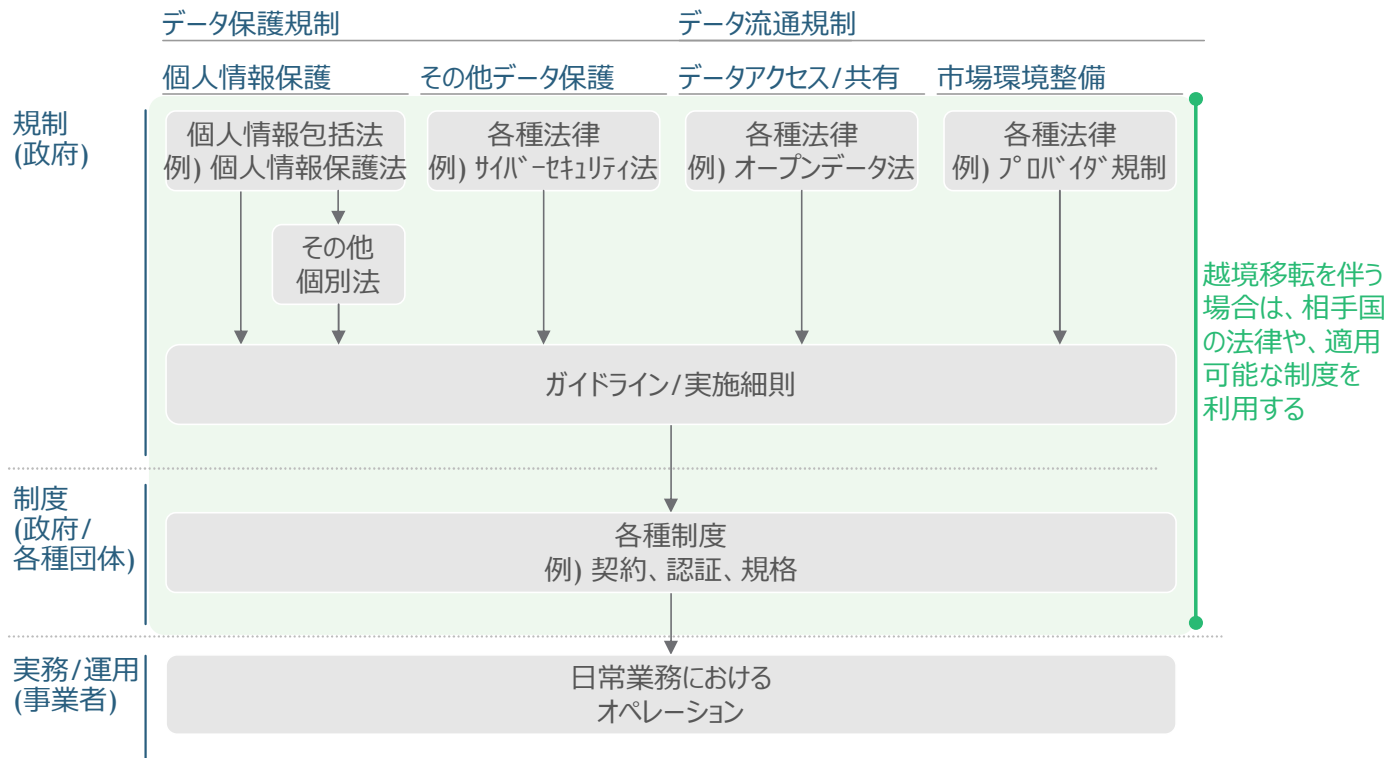 データ保護規制
データ流通規制
個人情報保護
その他データ保護
データアクセス/共有
市場環境整備
規制
(政府)
個人情報包括法
例) 個人情報保護法
各種法律
例) ｻｲﾊﾞｰｾｷｭﾘﾃｨ法
各種法律
例) オープンデータ法
各種法律
例) ﾌﾟﾛﾊﾞｲﾀﾞ規制
その他
個別法
ガイドライン/実施細則
越境移転を伴う
場合は、相手国
の法律や、適用
可能な制度を
利用する
制度
(政府/
各種団体)
各種制度
例) 契約、認証、規格
実務/運用
(事業者)
日常業務における
オペレーション